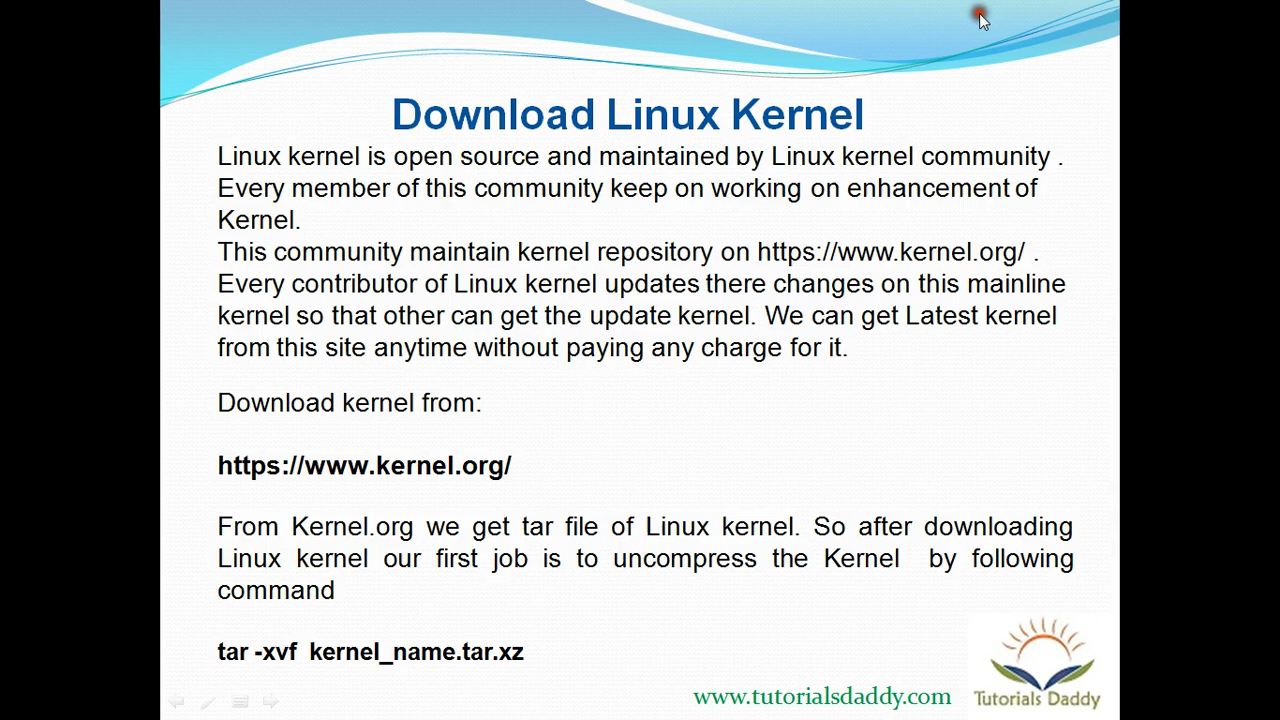 Download Linux Kernel
Linux kernel is open source and maintained by Linux kernel community .
Every member of this community keep on working on enhancement of
Kernel.
This community maintain kernel repository on https://www.kernel.org/ .
Every contributor of Linux kernel updates there changes on this mainline
kernel so that other can get the update kernel. We can get Latest kernel
from this site anytime without paying any charge for it.
Download kernel from:
https://www.kernel.org/
From Kernel.org we get tar file of Linux kernel. So after downloading
Linux kernel our first job is to uncompress the Kernel by following
command
tar -xvf kernel_name.tar.xz
www.tutorialsdaddy.com
Tutorials Daddy